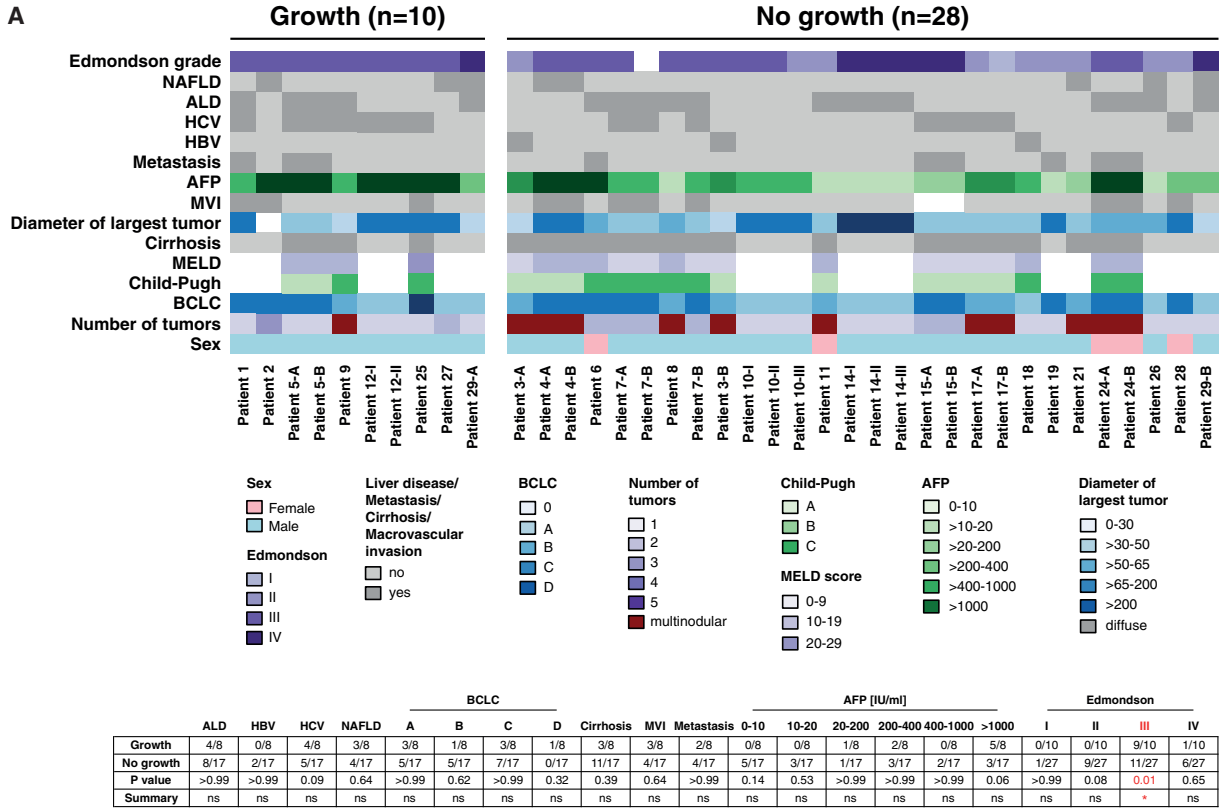 A
Growth (n=10)
No growth (n=28)
Edmondson grade
NAFLD
ALD
HCV
HBV
Metastasis
AFP
MVI
Diameter of largest tumor
Cirrhosis
MELD
Child-Pugh
BCLC
Number of tumors
Sex
Patient 1
Patient 2
Patient 5-A
Patient 5-B
Patient 9
Patient 12-I
Patient 12-II
Patient 25
Patient 27
Patient 29-A
Patient 3-A
Patient 4-A
Patient 4-B
Patient 6
Patient 7-A
Patient 7-B
Patient 8
Patient 7-B
Patient 3-B
Patient 10-I
Patient 10-II
Patient 10-III
Patient 11
Patient 14-I
Patient 14-II
Patient 14-III
Patient 15-A
Patient 15-B
Patient 17-A
Patient 17-B
Patient 18
Patient 19
Patient 21
Patient 24-A
Patient 24-B
Patient 26
Patient 28
Patient 29-B
Sex
Female
Male
Edmondson
I
II
III
IV
Liver disease/
Metastasis/
Cirrhosis/
Macrovascular
invasion
no
yes
BCLC
0
A
B
C
D
Number of
tumors
1
2
3
4
5
multinodular
Child-Pugh
A
B
C
MELD score
0-9
10-19
20-29
AFP
0-10
>10-20
>20-200
>200-400
>400-1000
>1000
Diameter of
largest tumor
0-30
>30-50
>50-65
>65-200
>200
diffuse
BCLC AFP [IU/ml] Edmondson
ALD HBV HCV NAFLD A B C D Cirrhosis MVI Metastasis 0-10 10-20 20-200 200-400 400-1000 >1000 I II III IV
Growth 4/8 0/8 4/8 3/8 3/8 1/8 3/8 1/8 3/8 3/8 2/8 0/8 0/8 1/8 2/8 0/8 5/8 0/10 0/10 9/10 1/10
No growth 8/17 2/17 5/17 4/17 5/17 5/17 7/17 0/17 11/17 4/17 4/17 5/17 3/17 1/17 3/17 2/17 3/17 1/27 9/27 11/27 6/27
P value >0.99 >0.99 0.09 0.64 >0.99 0.62 >0.99 0.32 0.39 0.64 >0.99 0.14 0.53 >0.99 >0.99 >0.99 0.06 >0.99 0.08 0.01 0.65
Summary ns ns ns ns ns ns ns ns ns ns ns ns ns ns ns ns ns ns ns * ns